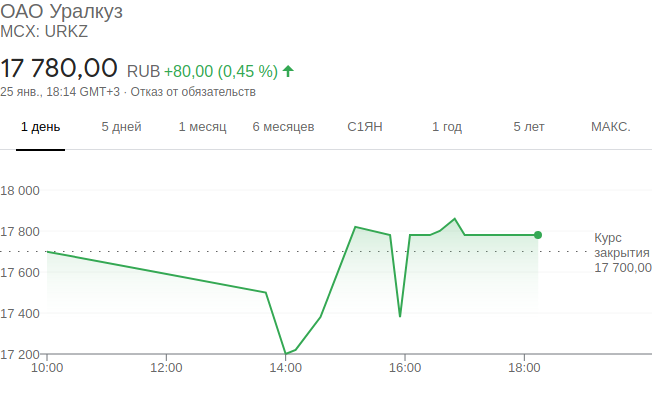 ОАО Уралкуз
MCX: URKZ
17 780,00 RUB +80,00 (0,45 %)
25 янв., 18:14 GMT+3 · Отказ от обязательств
1 день 5 дней 1 месяц 6 месяцев С1ЯН 1 год 5 лет МАКС.
18 000
17 800
Курс
закрытия
17 700,00
17 600
17 400
17 200
10:00 12:00 14:00 16:00 18:00